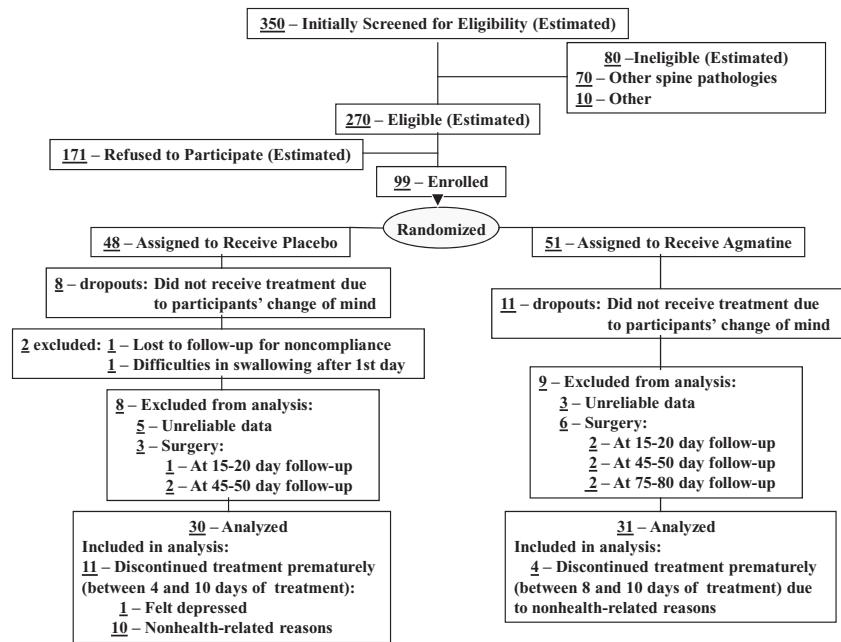 350 – Initially Screened for Eligibility (Estimated)
80 –Ineligible (Estimated)
70 – Other spine pathologies
10 – Other
270 – Eligible (Estimated)
171 – Refused to Participate (Estimated)
99 – Enrolled
Randomized
48 – Assigned to Receive Placebo
8 – dropouts: Did not receive treatment due
to participants’ change of mind
2 excluded: 1 – Lost to follow-up for noncompliance
1 – Difficulties in swallowing after 1st day
8 – Excluded from analysis:
5 – Unreliable data
3 – Surgery:
1 – At 15-20 day follow-up
2 – At 45-50 day follow-up
30 – Analyzed
Included in analysis:
11 – Discontinued treatment prematurely
(between 4 and 10 days of treatment):
1 – Felt depressed
10 – Nonhealth-related reasons
51 – Assigned to Receive Agmatine
11 – dropouts: Did not receive treatment due
to participants’ change of mind
9 – Excluded from analysis:
3 – Unreliable data
6 – Surgery:
2 – At 15-20 day follow-up
2 – At 45-50 day follow-up
2 – At 75-80 day follow-up
31 – Analyzed
Included in analysis:
4 – Discontinued treatment prematurely
(between 8 and 10 days of treatment) due
to nonhealth-related reasons